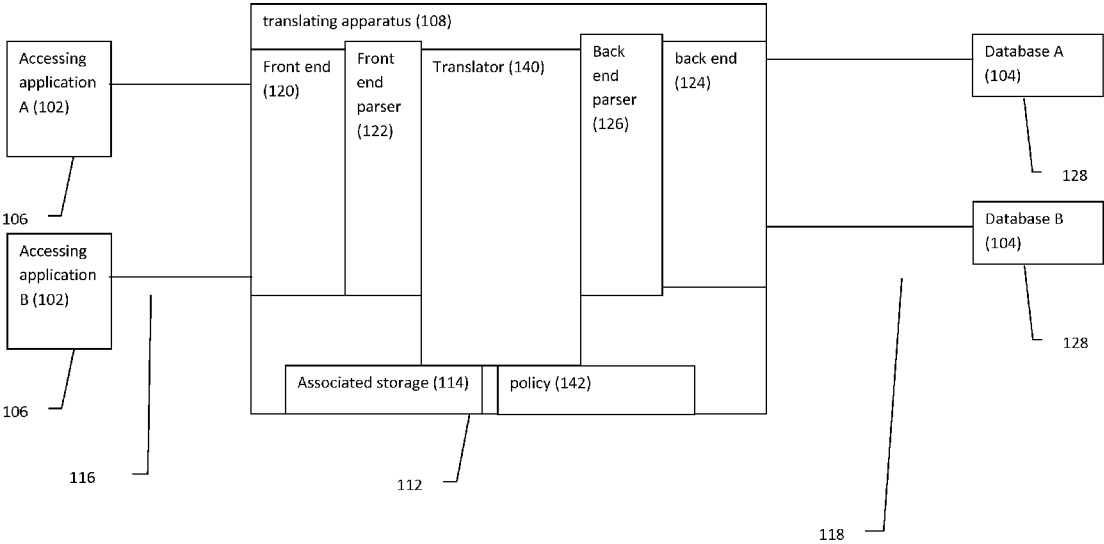 translating apparatus (108)
Accessing
application
A (102)
Front end
(120)
Front
end
parser
(122)
Translator (140)
Back
end
parser
(126)
back end
(124)
Database A
(104)
128
106
Accessing
application
B (102)
Database B
(104)
128
Associated storage (114)
policy (142)
106
116
112
118